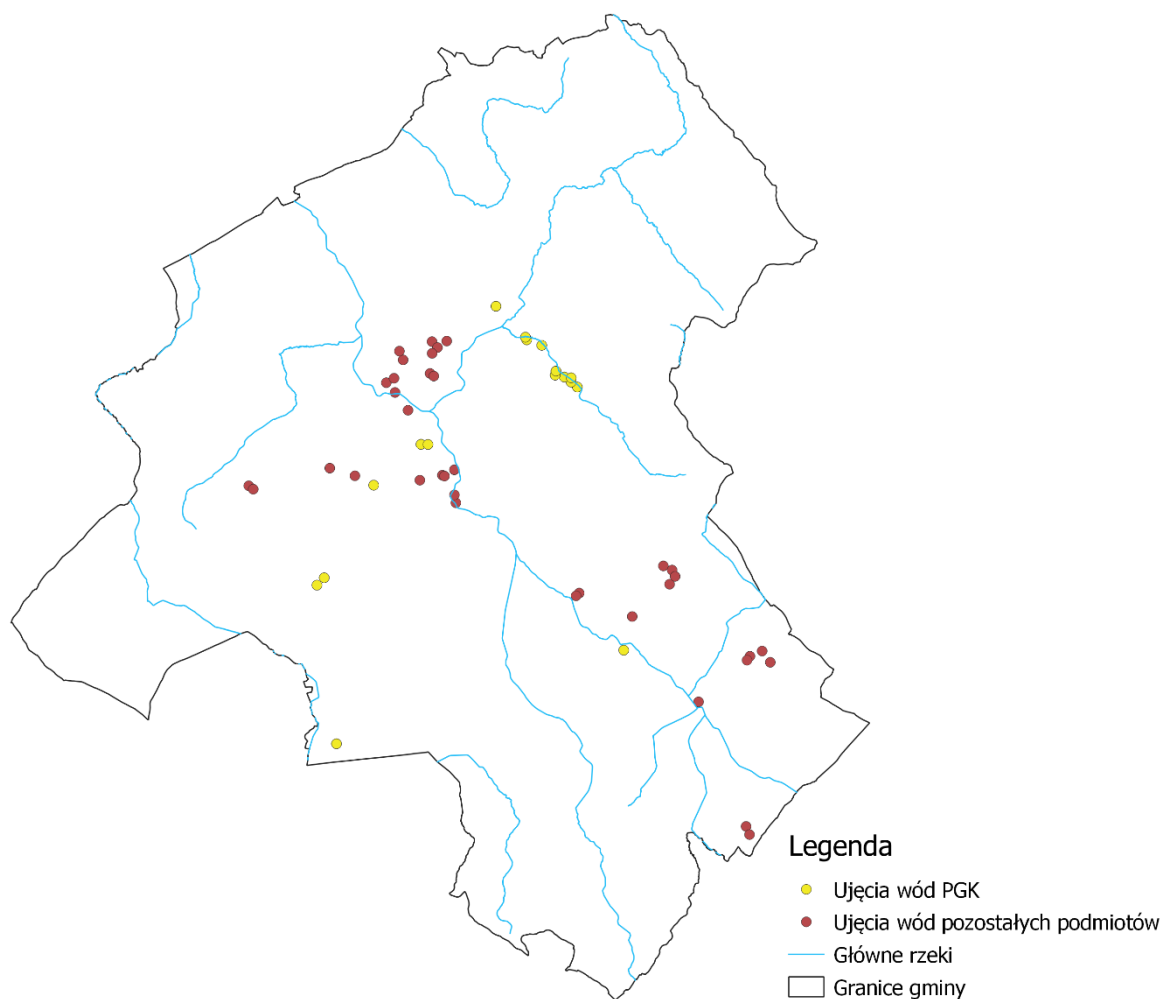 Legenda
Ujęcia wód PGK
Ujęcia wód pozostałych podmiotów
Główne rzeki
Granice gminy